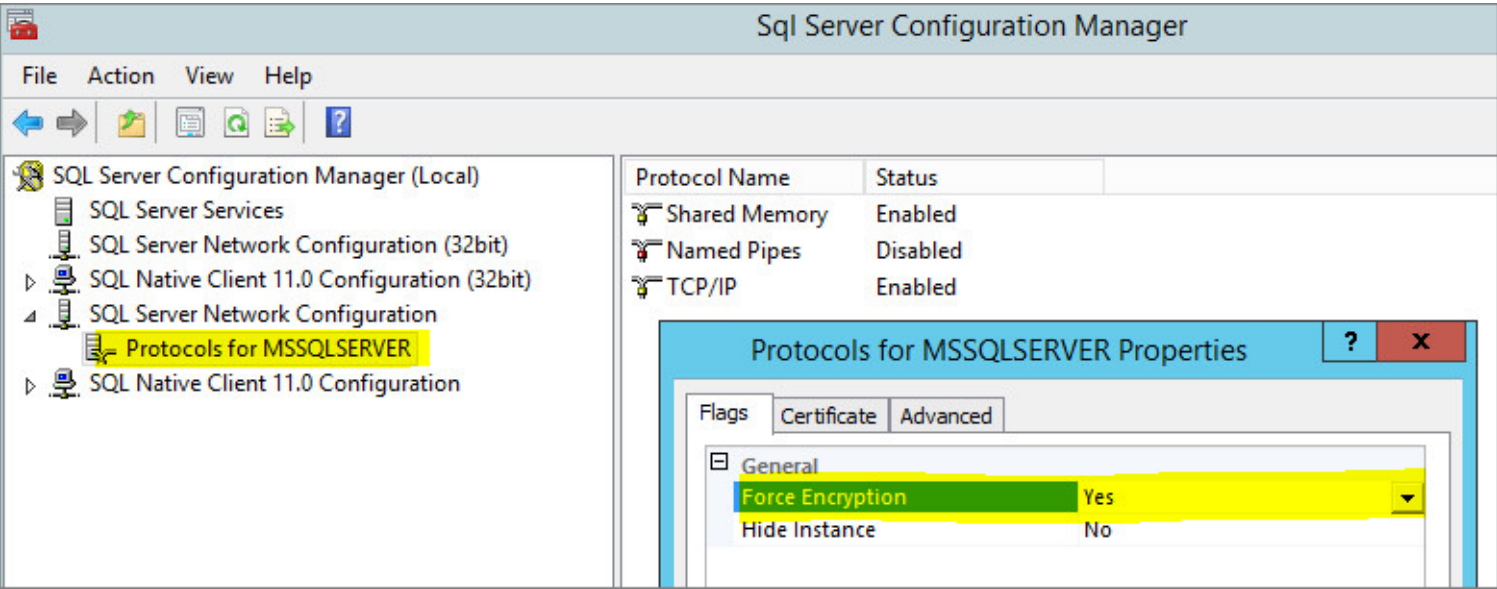 Sql Server Configuration Manager
File Action View Help
?
SQL Server Configuration Manager (Local)
SQL Server Services
SQL Server Network Configuration (32bit)
SQL Native Client 11.0 Configuration (32bit)
SQL Server Network Configuration
Protocols for MSSQLSERVER
SQL Native Client 11.0 Configuration
Protocol Name Status
Shared Memory Enabled
Named Pipes Disabled
TCP/IP Enabled
Protocols for MSSQLSERVER Properties ? x
Flags Certificate Advanced
General
Force Encryption Yes
Hide Instance No